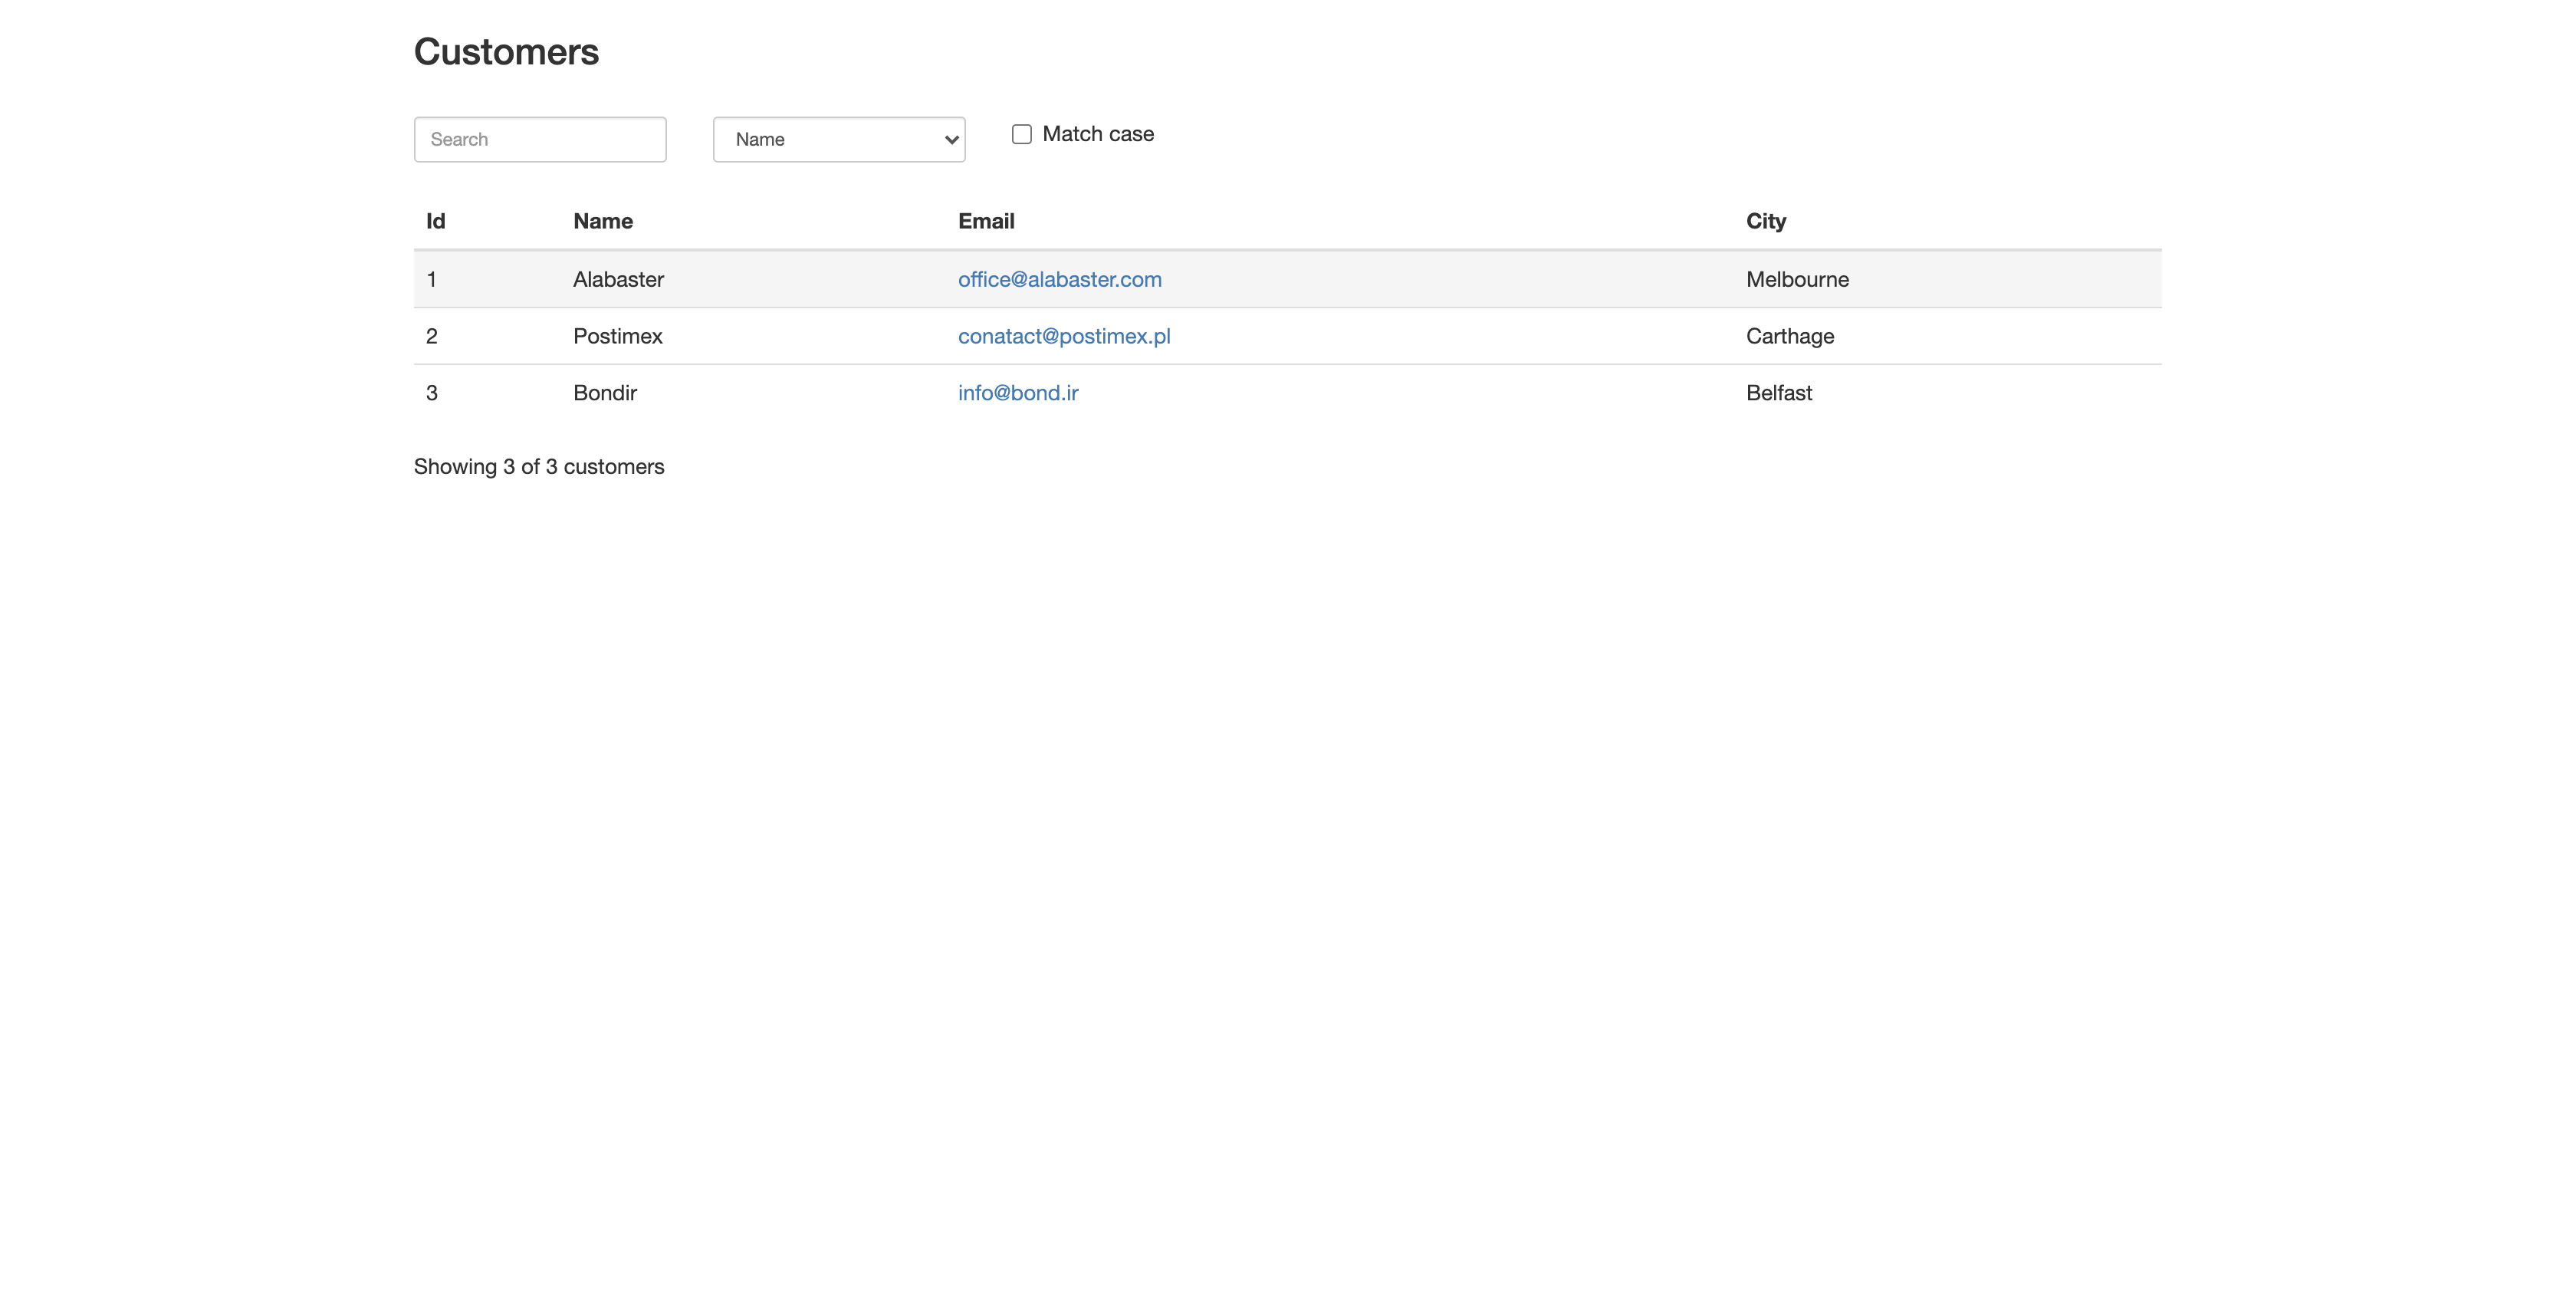 Customers
Search Name Match case
Id Name Email City
1 Alabaster office@alabaster.com Melbourne
2 Postimex conatact@postimex.pl Carthage
3 Bondir info@bond.ir Belfast
Showing 3 of 3 customers